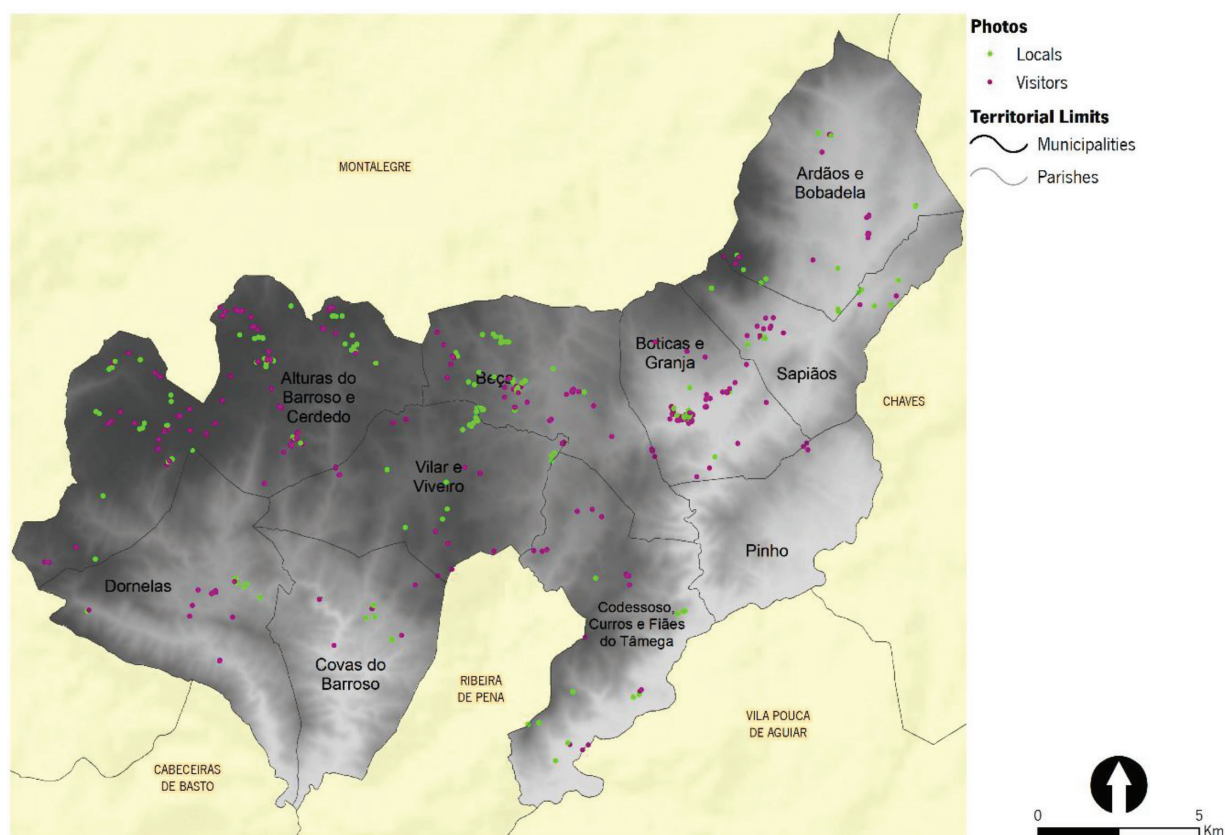 Photos
Locals
Visitors
Territorial Limits
Municipalities
Parishes
MONTALEGRE
Ardãos e
Bobadela
Boticas e
Granja
Sapiãos
Alturas do
Barroso e
Cerdedo
Beça
CHAVES
Vilar e
Viveiro
Pinho
Dornelas
Codessoso,
Curros e Fiães
do Tâmega
Covas do
Barroso
RIBEIRA
DE PENA
VILA POUCA
DE AGUIAR
CABECEIRAS
DE BASTO
0 5
Km